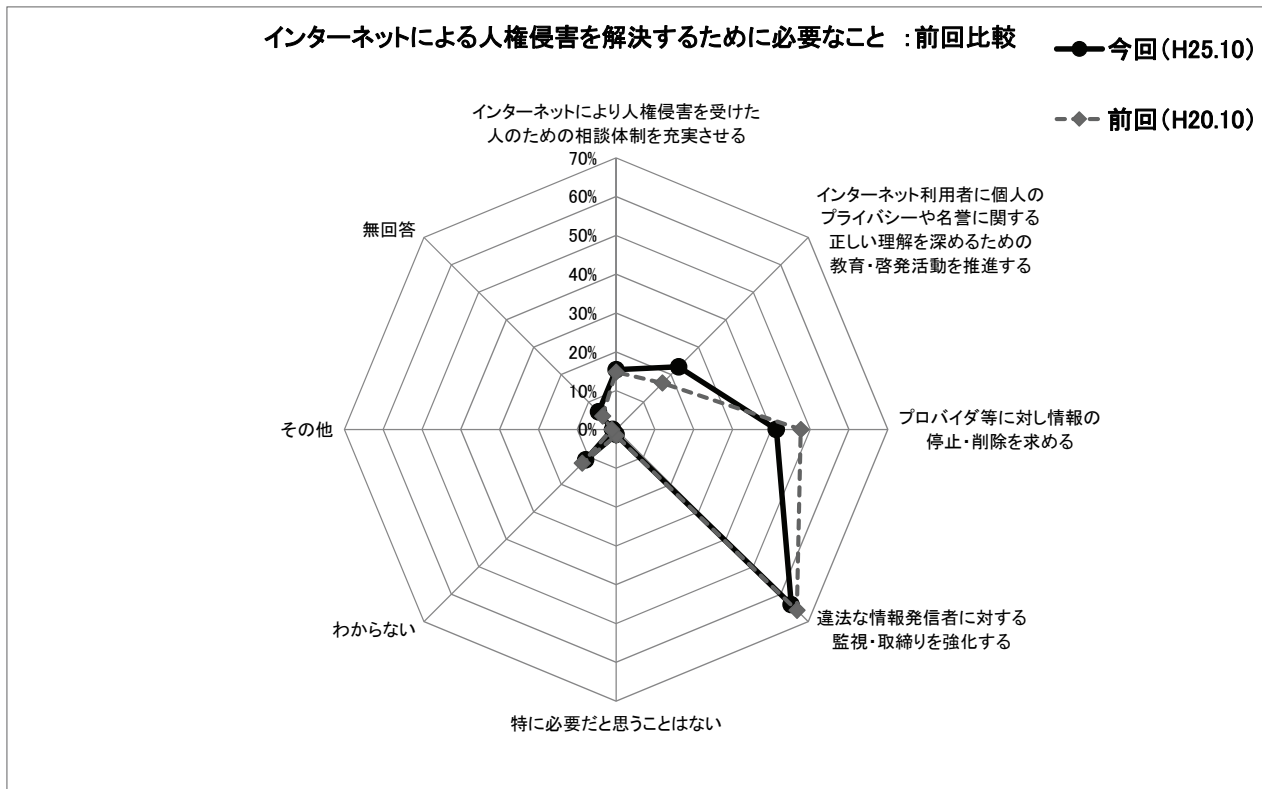 インターネットによる人権侵害を解決するために必要なこと :前回比較
今回(H25.10)
前回(H20.10)
インターネットにより人権侵害を受けた
人のための相談体制を充実させる
インターネット利用者に個人の
プライバシーや名誉に関する
正しい理解を深めるための
教育・啓発活動を推進する
プロバイダ等に対し情報の
停止・削除を求める
違法な情報発信者に対する
監視・取締りを強化する
特に必要だと思うことはない
わからない
その他
無回答
70%
60%
50%
40%
30%
20%
10%
0%